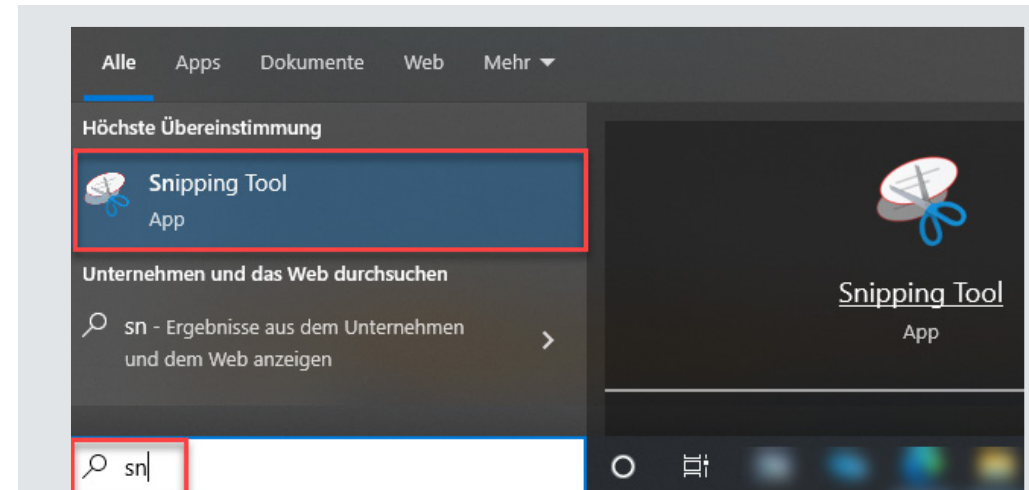 Alle Apps Dokumente Web Mehr
Höchste Übereinstimmung
Snipping Tool
App
Unternehmen und das Web durchsuchen
sn - Ergebnisse aus dem Unternehmen
und dem Web anzeigen
sn
Snipping Tool
App